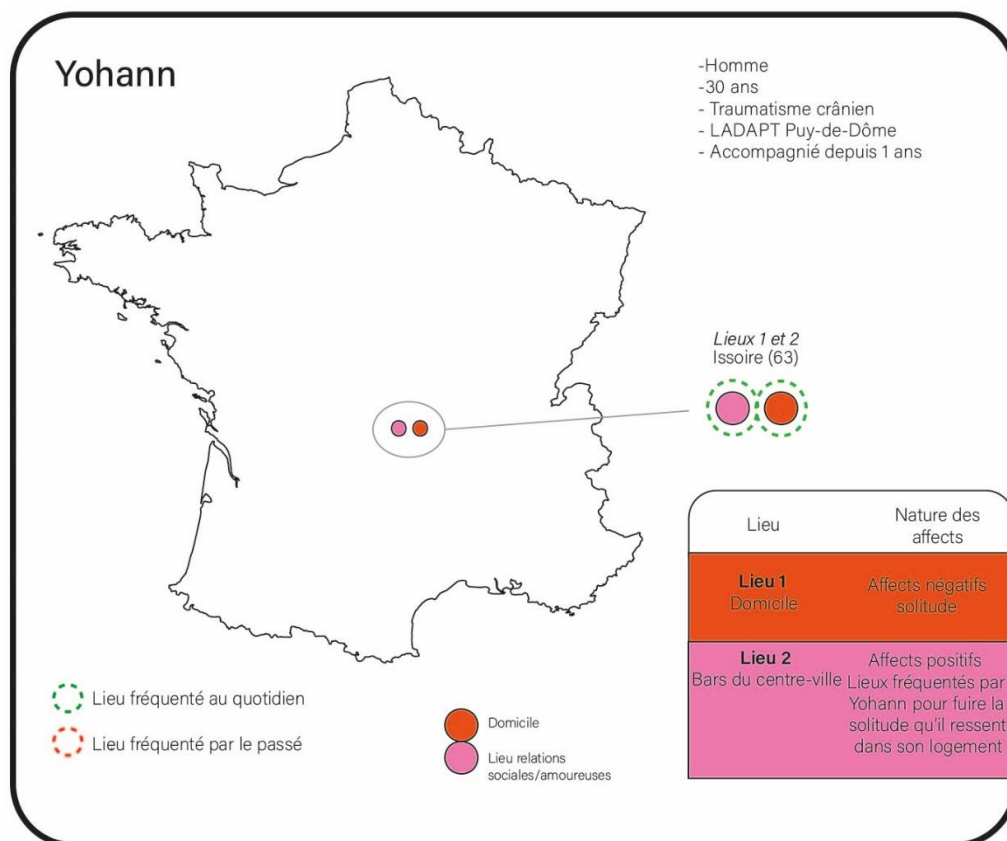 Yohann
-Homme
-30 ans
- Traumatisme crânien
- LADAPT Puy-de-Dôme
- Accompagnié depuis 1 ans
Lieux 1 et 2
Issoire (63)
Lieu
Nature des
affects
Lieu 1
Domicile
Affects négatifs
solitude
Lieu 2
Bars du centre-ville
Affects positifs
Lieux fréquentés par
Yohann pour fuire la
solitude qu'il ressent
dans son logement
Lieu fréquenté au quotidien
Lieu fréquenté par le passé
Domicile
Lieu relations
sociales/amoureuses